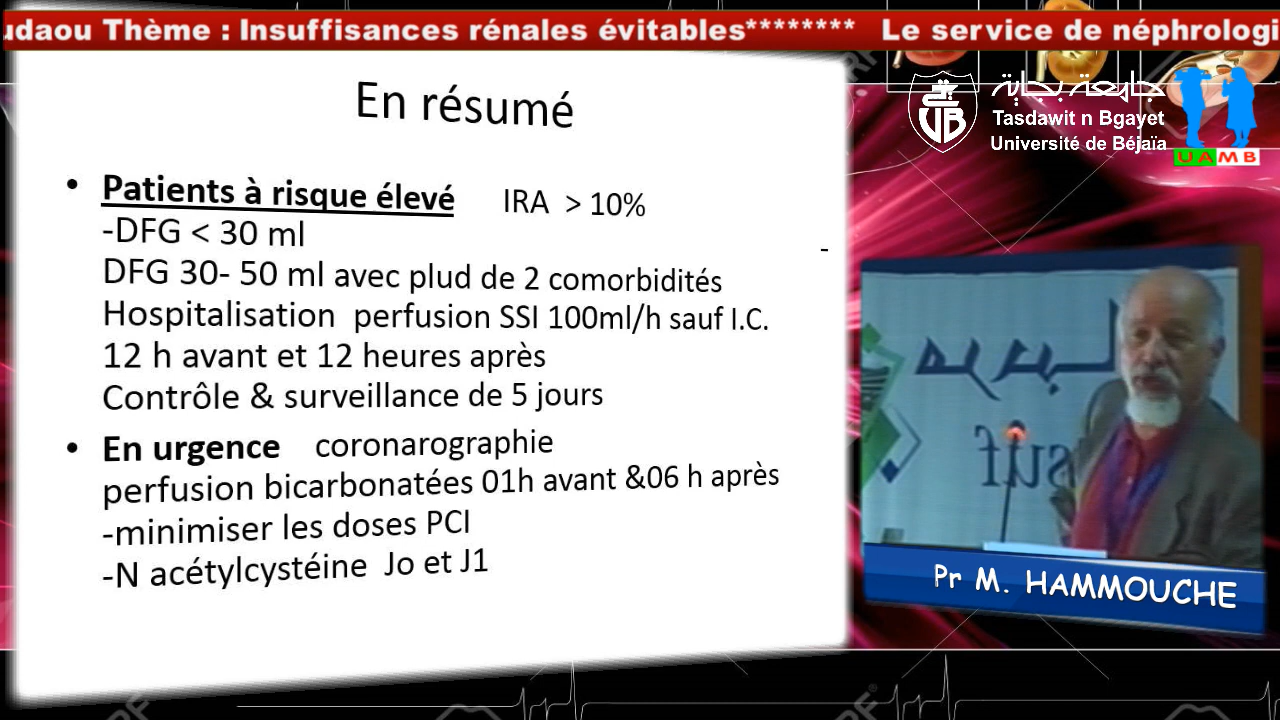 udaou Thème : Insuffisances rénales évitables******** Le service de néphrologi
جامعة بجاية
Tasdawit n Bgayet
Université de Béjaïa
UAMB
En résumé
• Patients à risque élevé IRA > 10%
-DFG < 30 ml
-
DFG 30- 50 ml avec plud de 2 comorbidités
Hospitalisation perfusion SSI 100ml/h sauf I.C.
12 h avant et 12 heures après
Contrôle & surveillance de 5 jours
• En urgence coronarographie
perfusion bicarbonatées 01h avant &06 h après
-minimiser les doses PCI
-N acétylcystéine Jo et J1
Pr M. HAMMOUCHE